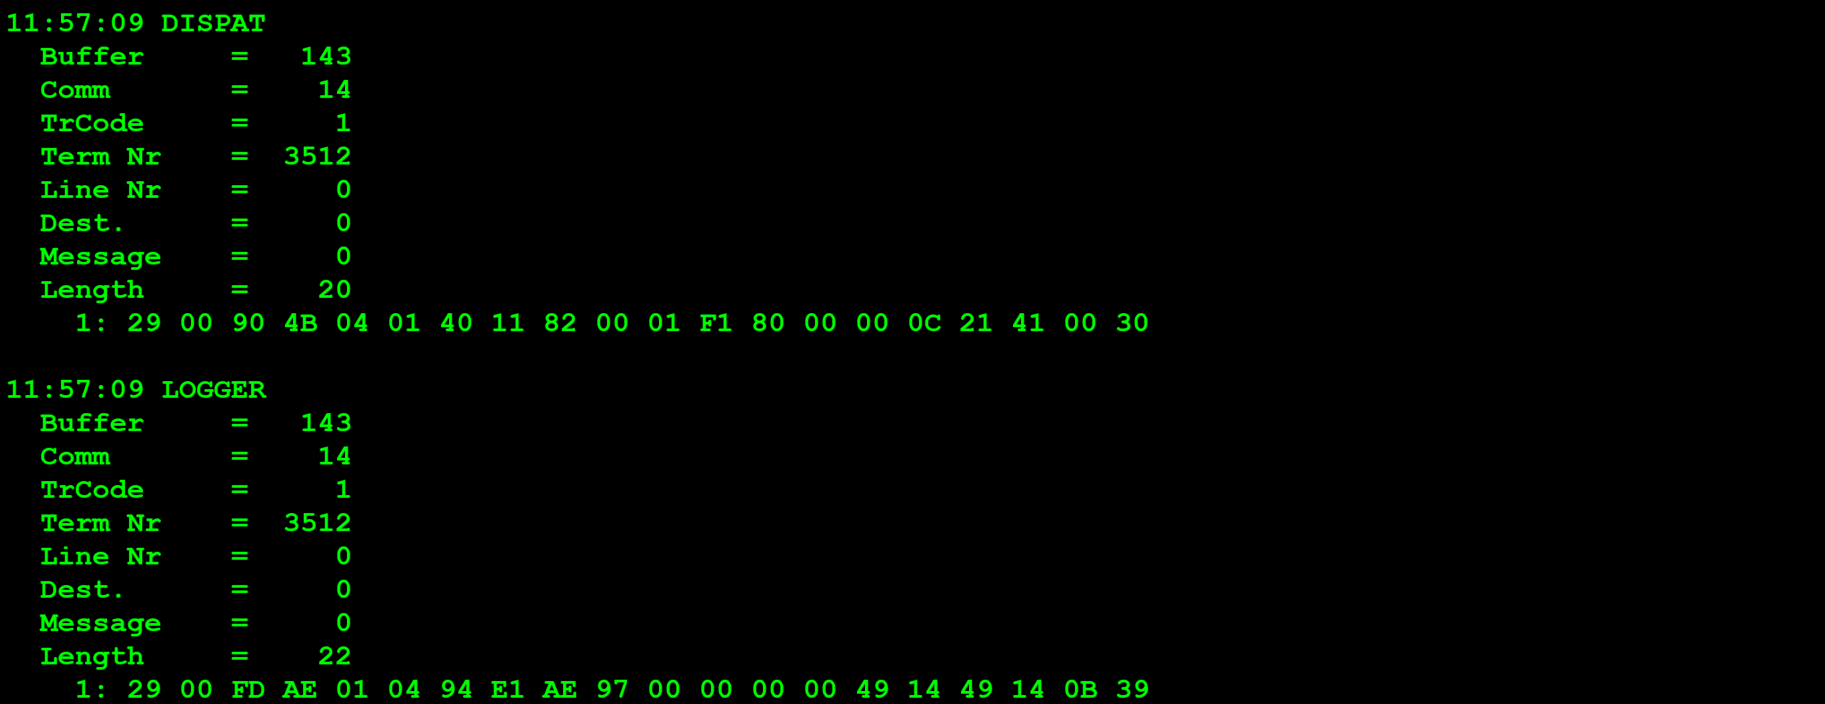 11:57:09 DISPAT
Buffer = 143
Comm = 14
TrCode = 1
Term Nr = 3512
Line Nr = 0
Dest. = 0
Message = 0
Length = 20
1: 29 00 90 4B 04 01 40 11 82 00 01 F1 80 00 00 0C 21 41 00 30
11:57:09 LOGGER
Buffer = 143
Comm = 14
TrCode = 1
Term Nr = 3512
Line Nr = 0
Dest. = 0
Message = 0
Length = 22
1: 29 00 FD AE 01 04 94 E1 AE 97 00 00 00 00 49 14 49 14 0B 39